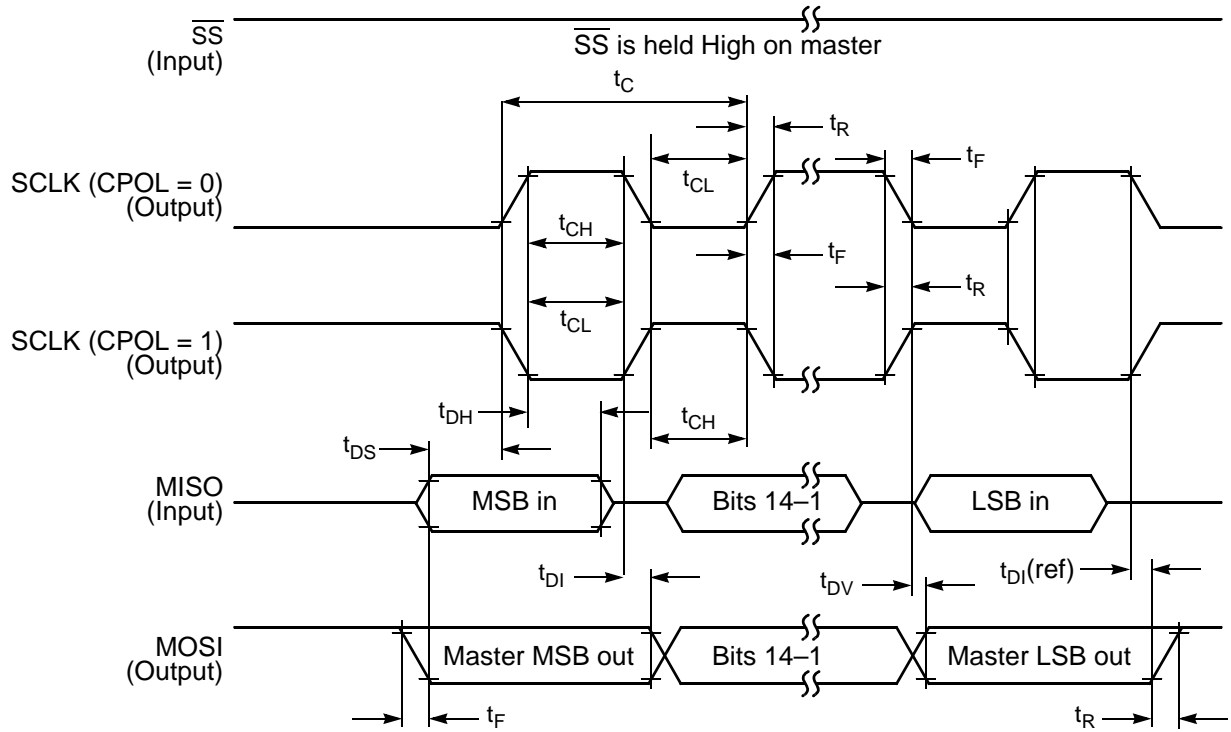 SS
(Input)
SS is held High on master
tC
tR
tF
SCLK (CPOL = 0)
(Output)
tCL
tCH
tF
tR
tCL
SCLK (CPOL = 1)
(Output)
tDH
tCH
tDS
MISO
(Input)
MSB in
Bits 14–1
LSB in
tDI
tDV
tDI(ref)
MOSI
(Output)
Master MSB out
Bits 14–1
Master LSB out
tF
tR